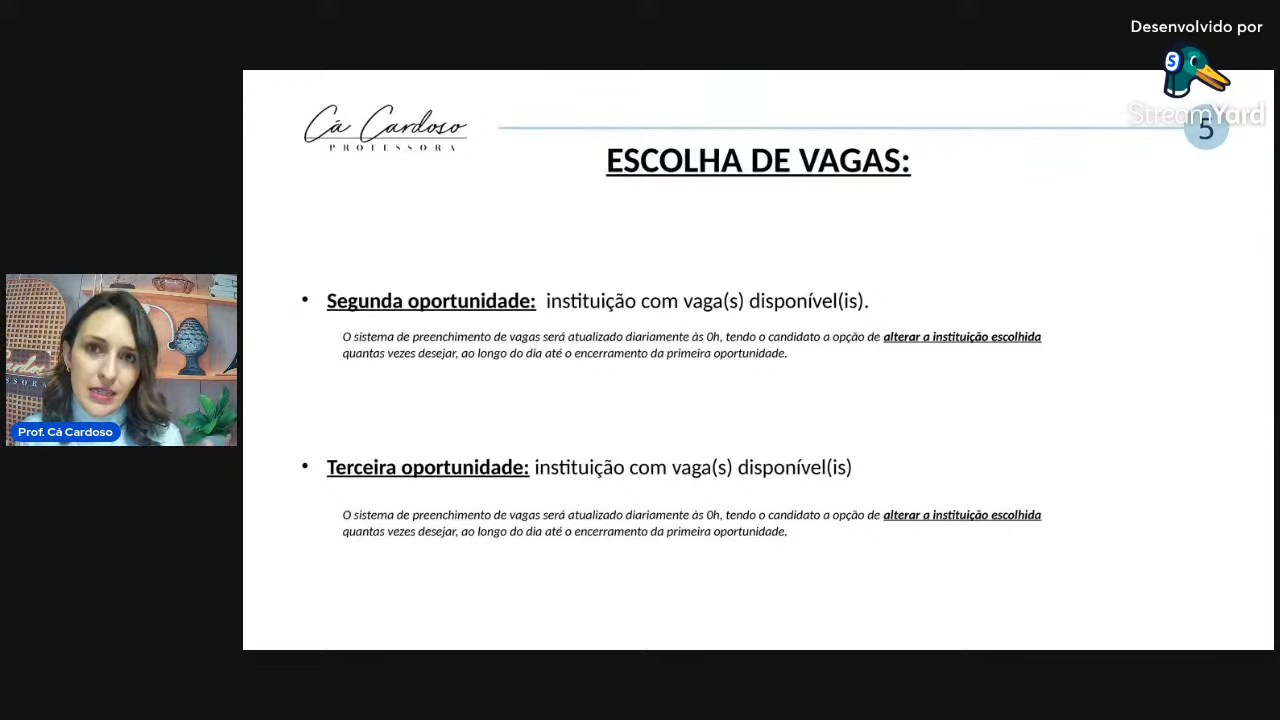 Desenvolvido por
StreamYard
Cá Cardoso
PROFESSORA
5
ESCOLHA DE VAGAS:
• Segunda oportunidade: instituição com vaga(s) disponível(is).
O sistema de preenchimento de vagas será atualizado diariamente às 0h, tendo o candidato a opção de alterar a instituição escolhida
quantas vezes desejar, ao longo do dia até o encerramento da primeira oportunidade.
• Terceira oportunidade: instituição com vaga(s) disponível(is)
O sistema de preenchimento de vagas será atualizado diariamente às 0h, tendo o candidato a opção de alterar a instituição escolhida
quantas vezes desejar, ao longo do dia até o encerramento da primeira oportunidade.
Prof. Cá Cardoso